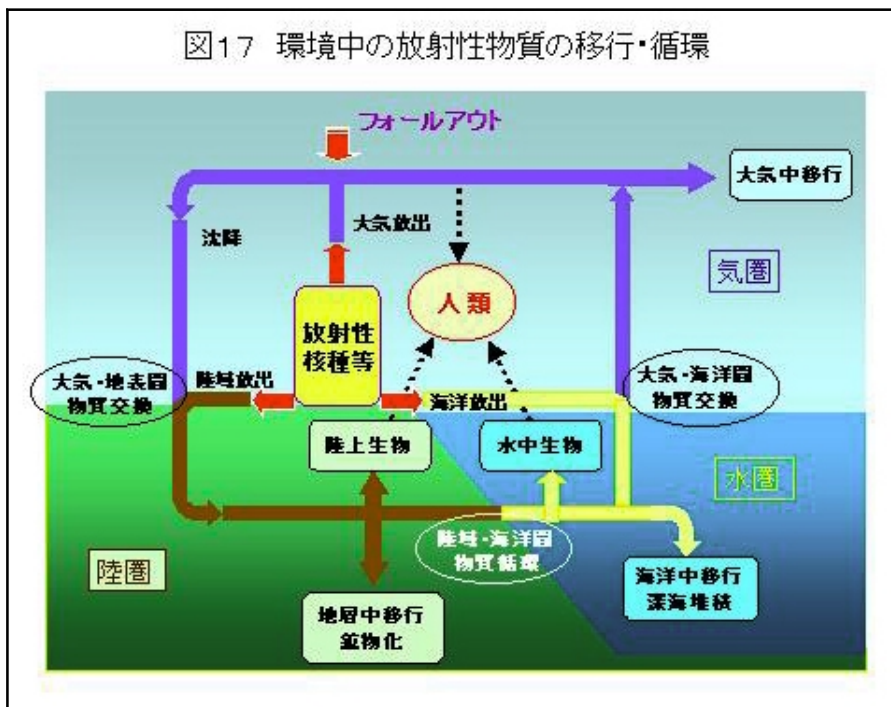 図17 環境中の放射性物質の移行・循環
フォールアウト
大気中移行
大気放出
沈降
気圏
人類
放射性
核種等
大気・地表圏
物質交換
陸域放出
海洋放出
大気・海洋圏
物質交換
陸上生物
水中生物
水圏
陸域・海洋圏
物質循環
陸圏
海洋中移行
深海堆積
地層中移行
鉱物化